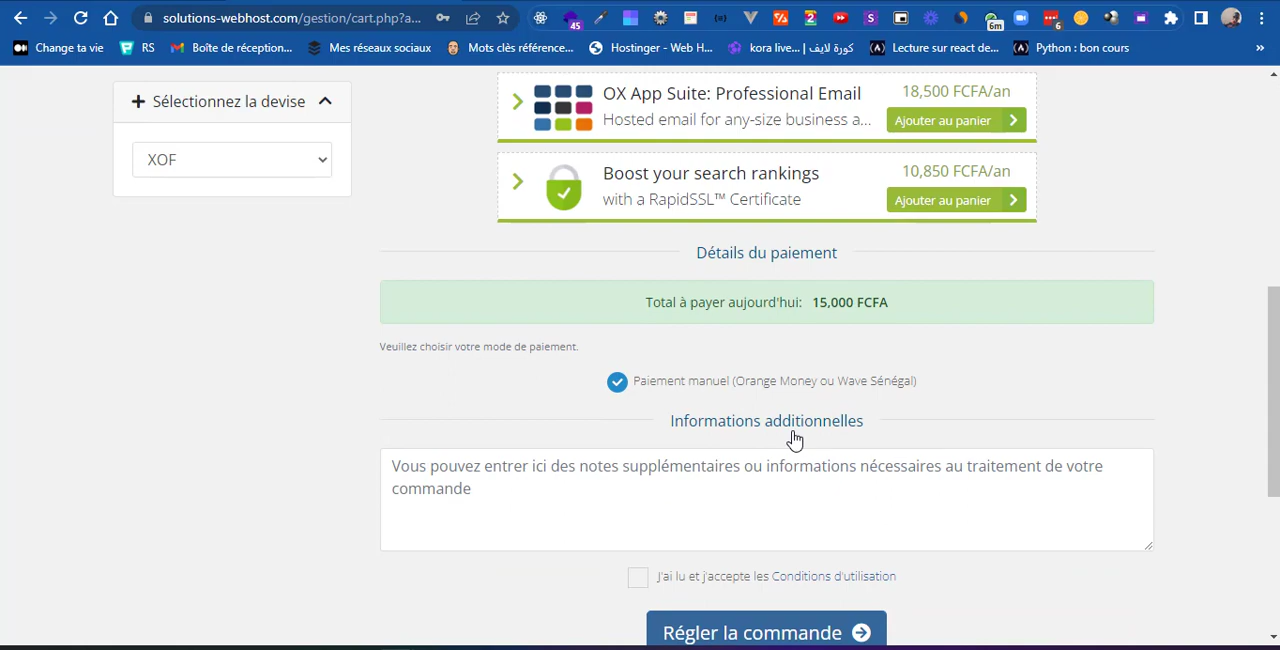 solutions-webhost.com/gestion/cart.php?a...
45
2
6m
6
Change ta vie
RS
Boîte de réception...
Mes réseaux sociaux
Mots clés référence...
Hostinger - Web H...
kora live... | كورة لايف
Lecture sur react de...
Python : bon cours
»
Sélectionnez la devise
XOF
OX App Suite: Professional Email
18,500 FCFA/an
Hosted email for any-size business a...
Ajouter au panier
Boost your search rankings
10,850 FCFA/an
with a RapidSSL™ Certificate
Ajouter au panier
Détails du paiement
Total à payer aujourd'hui: 15,000 FCFA
Veuillez choisir votre mode de paiement.
Paiement manuel (Orange Money ou Wave Sénégal)
Informations additionnelles
Vous pouvez entrer ici des notes supplémentaires ou informations nécessaires au traitement de votre
commande
J'ai lu et j'accepte les Conditions d'utilisation
Régler la commande